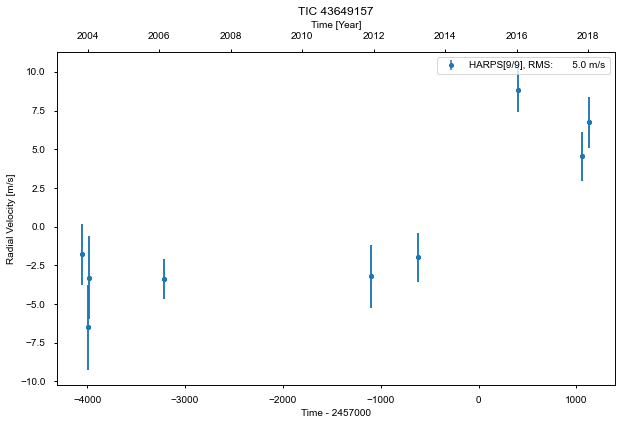 TIC 43649157
Time [Year]
2004 2006 2008 2010 2012 2014 2016 2018
HARPS[9/9], RMS: 5.0 m/s
10.0
7.5
5.0
2.5
0.0
−2.5
−5.0
−7.5
−10.0
Radial Velocity [m/s]
−4000 −3000 −2000 −1000 0 1000
Time - 2457000